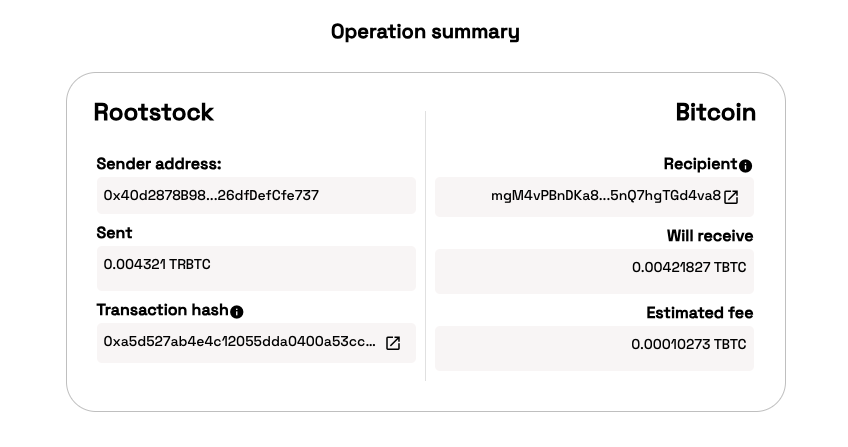 Operation summary
Rootstock
Sender address:
0x40d2878B98...26dfDefCfe737
Sent
0.004321 TRBTC
Transaction hash
0xa5d527ab4e4c12055dda0400a53cc...
Bitcoin
Recipient
mgM4vPBnDKa8...5nQ7hgTGd4va8
Will receive
0.00421827 TBTC
Estimated fee
0.00010273 TBTC